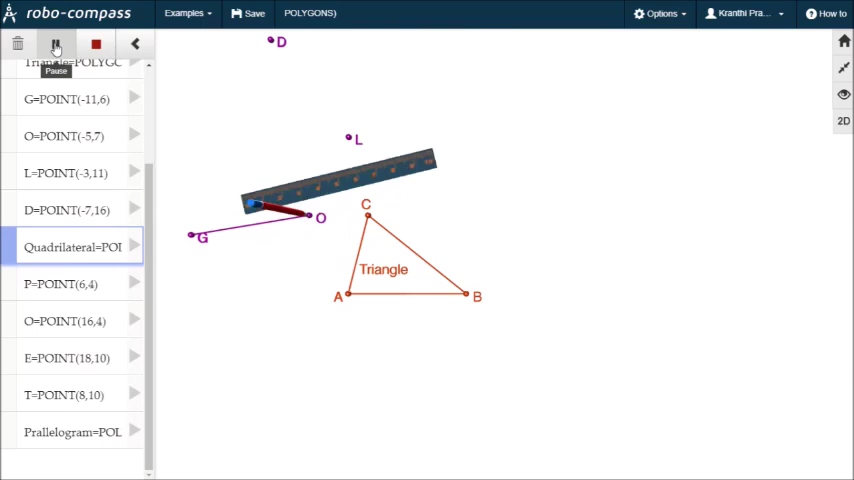 robo-compass Examples Save POLYGONS) Options Kranthi Pra... How to
Pause
Triangle=POLYGC
G=POINT(-11,6)
O=POINT(-5,7)
L=POINT(-3,11)
D=POINT(-7,16)
Quadrilateral=POI
P=POINT(6,4)
O=POINT(16,4)
E=POINT(18,10)
T=POINT(8,10)
Prallelogram=POL
2D
D
L
C
O
G
Triangle
A
B